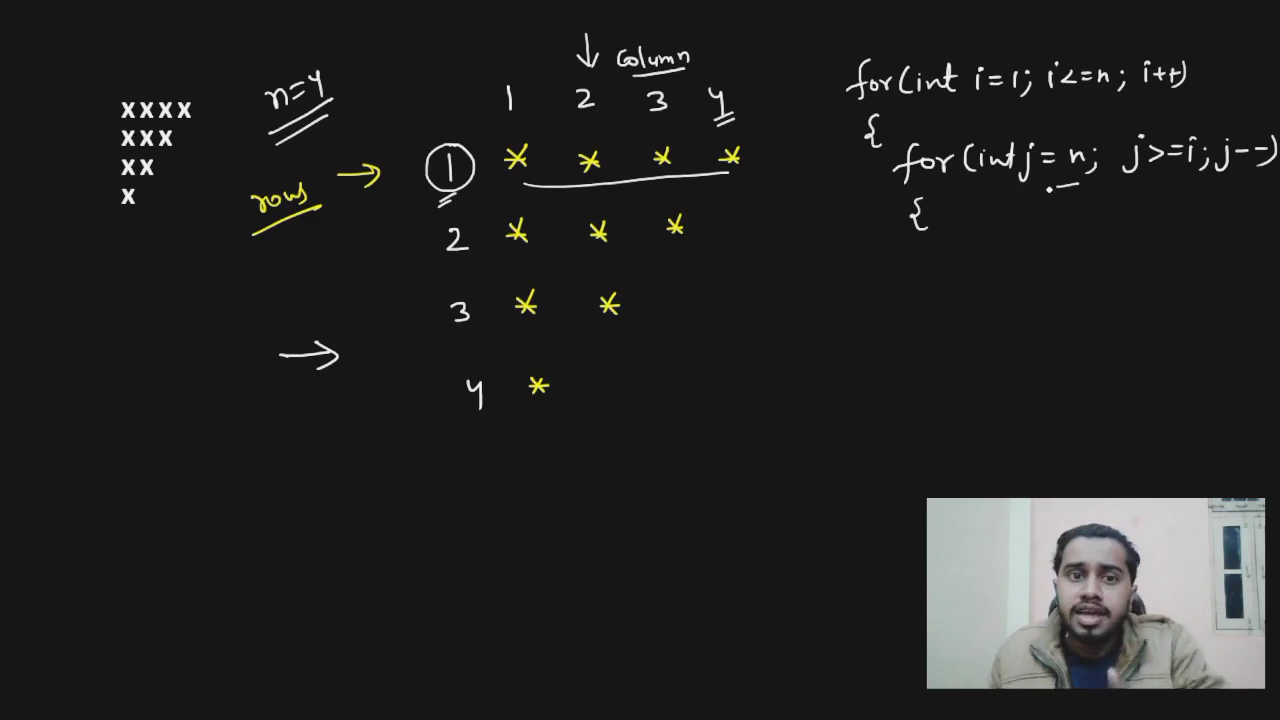 XXXX
XXX
XX
X
n=4
rows →
↓ column
1 2 3 4
1 * * * *
2 * * *
3 * *
→
4 *
for(int i=1; i<=n; i++)
{
for(int j=n; j>=i; j--)
{